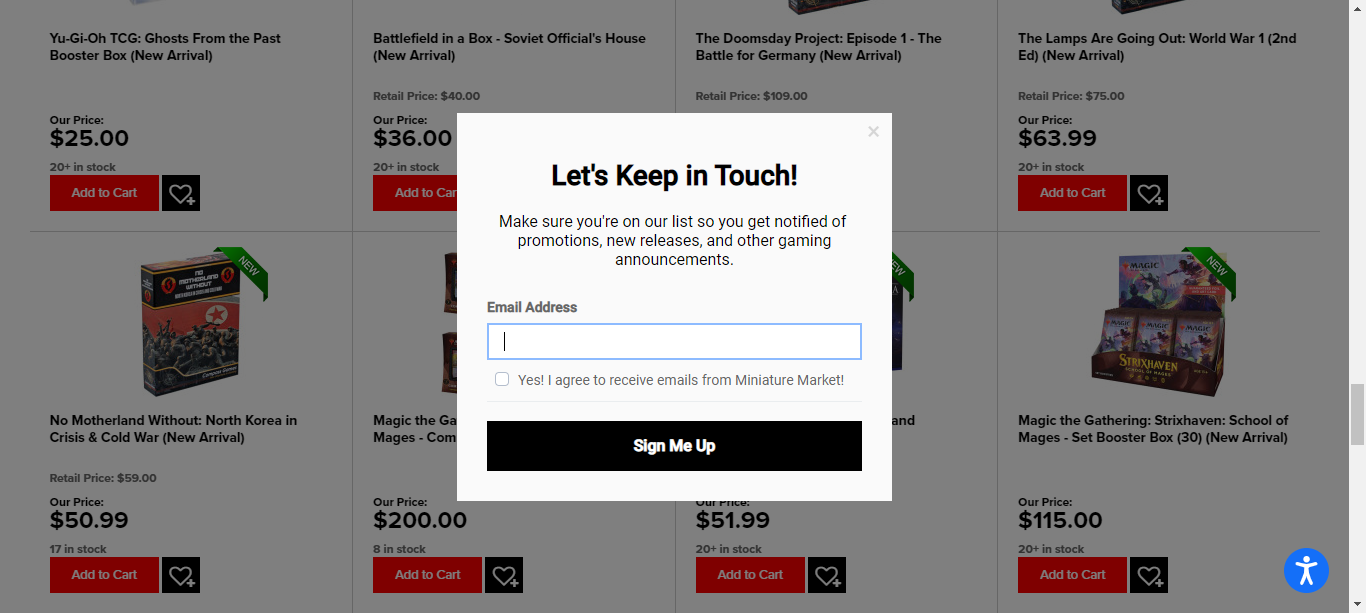 Yu-Gi-Oh TCG: Ghosts From the Past
Booster Box (New Arrival)
Our Price:
$25.00
20+ in stock
Add to Cart
Battlefield in a Box - Soviet Official's House
(New Arrival)
Retail Price: $40.00
Our Price:
$36.00
20+ in stock
Add to Car
The Doomsday Project: Episode 1 - The
Battle for Germany (New Arrival)
Retail Price: $109.00
The Lamps Are Going Out: World War 1 (2nd
Ed) (New Arrival)
Retail Price: $75.00
Our Price:
$63.99
20+ in stock
Add to Cart
×
Let's Keep in Touch!
Make sure you're on our list so you get notified of
promotions, new releases, and other gaming
announcements.
Email Address
Yes! I agree to receive emails from Miniature Market!
Sign Me Up
NEW
NO
MOTHERLAND
WITHOUT
Compass Games
No Motherland Without: North Korea in
Crisis & Cold War (New Arrival)
Retail Price: $59.00
Our Price:
$50.99
17 in stock
Add to Cart
Magic the Ga
Mages - Com
Our Price:
$200.00
8 in stock
Add to Cart
NEW
and
Our Price:
$51.99
20+ in stock
Add to Cart
NEW
MAGIC
MAGIC
MAGIC
MAGIC
STRIXHAVEN
SCHOOL OF MAGES
Magic the Gathering: Strixhaven: School of
Mages - Set Booster Box (30) (New Arrival)
Our Price:
$115.00
20+ in stock
Add to Cart